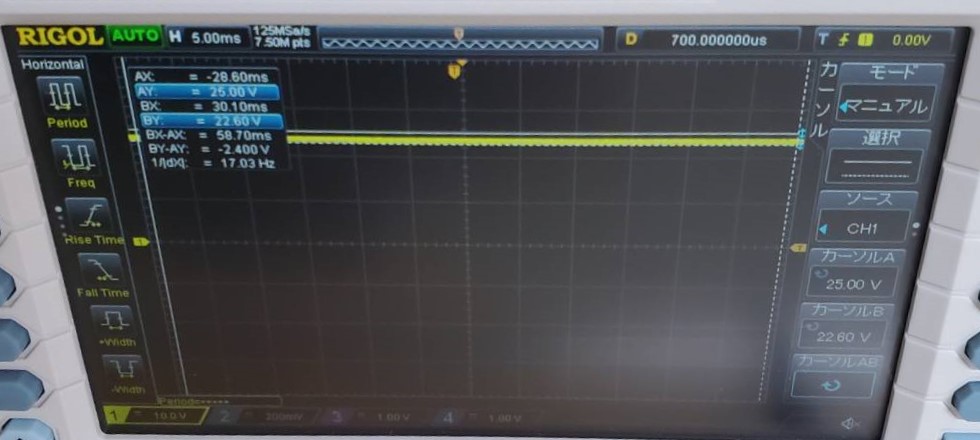 RIGOL AUTO H 5.00ms 125MSa/s 7.50M pts D 700.000000us T 1 0.00V
Horizontal
Period
Freq
Rise Time
Fall Time
+Width
-Width
AX: = -28.60ms
AY: = 25.00 V
BX: = 30.10ms
BY: = 22.60 V
BX-AX: = 58.70ms
BY-AY: = -2.400 V
1/|dX|: = 17.03 Hz
カーソル
モード
マニュアル
選択
ソース
CH1
カーソルA
25.00 V
カーソルB
22.60 V
カーソルAB
Period=*****
1 = 10.0 V 2 = 200mV 3 = 1.00 V 4 = 1.00 V